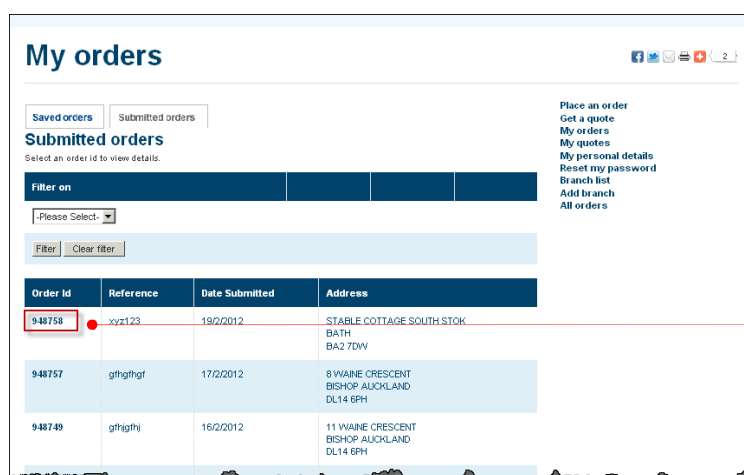 My orders
2
Saved orders
Submitted orders
Submitted orders
Select an order id to view details.
Filter on
-Please Select-
Filter
Clear filter
Order Id
Reference
Date Submitted
Address
948758
xyz123
19/2/2012
STABLE COTTAGE SOUTH STOK
BATH
BA2 7DW
948757
gfhgfhgf
17/2/2012
8 WAINE CRESCENT
BISHOP AUCKLAND
DL14 6PH
948749
gfhjgfhj
16/2/2012
11 WAINE CRESCENT
BISHOP AUCKLAND
DL14 6PH
Place an order
Get a quote
My orders
My quotes
My personal details
Reset my password
Branch list
Add branch
All orders